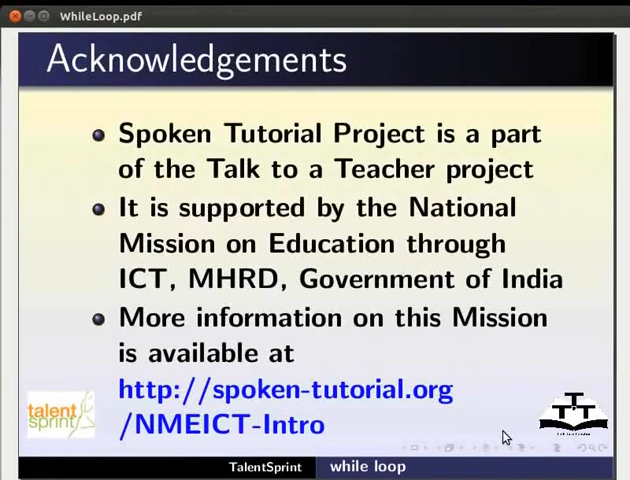 WhileLoop.pdf
Acknowledgements
Spoken Tutorial Project is a part
of the Talk to a Teacher project
It is supported by the National
Mission on Education through
ICT, MHRD, Government of India
More information on this Mission
is available at
http://spoken-tutorial.org
/NMEICT-Intro
talent
sprint
TalentSprint
while loop